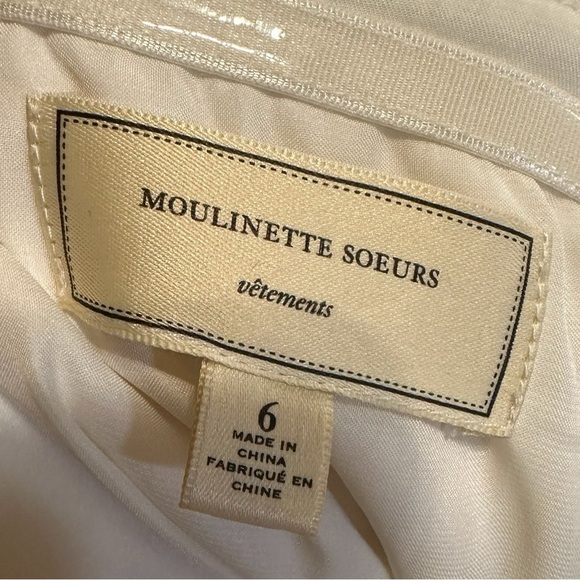 MOULINETTE SOEURS
vêtements
6
MADE IN
CHINA
FABRIQUÉ EN
CHINE